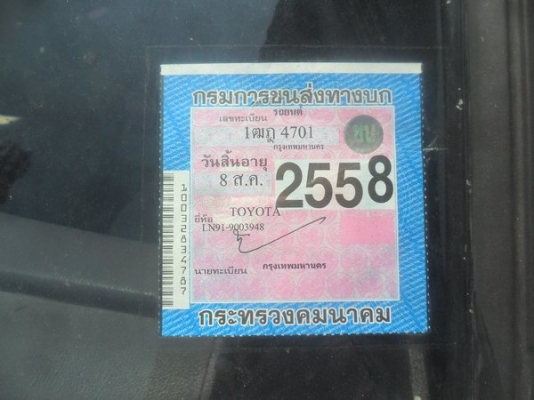 กรมการขนส่งทางบก
รถยนต์
เลขทะเบียน
1ฒฎ 4701
กรุงเทพมหานคร
วันสิ้นอายุ
8 ส.ค. 2558
ยี่ห้อ TOYOTA
LN91-9003948
นายทะเบียน กรุงเทพมหานคร
กระทรวงคมนาคม
1003283478​7